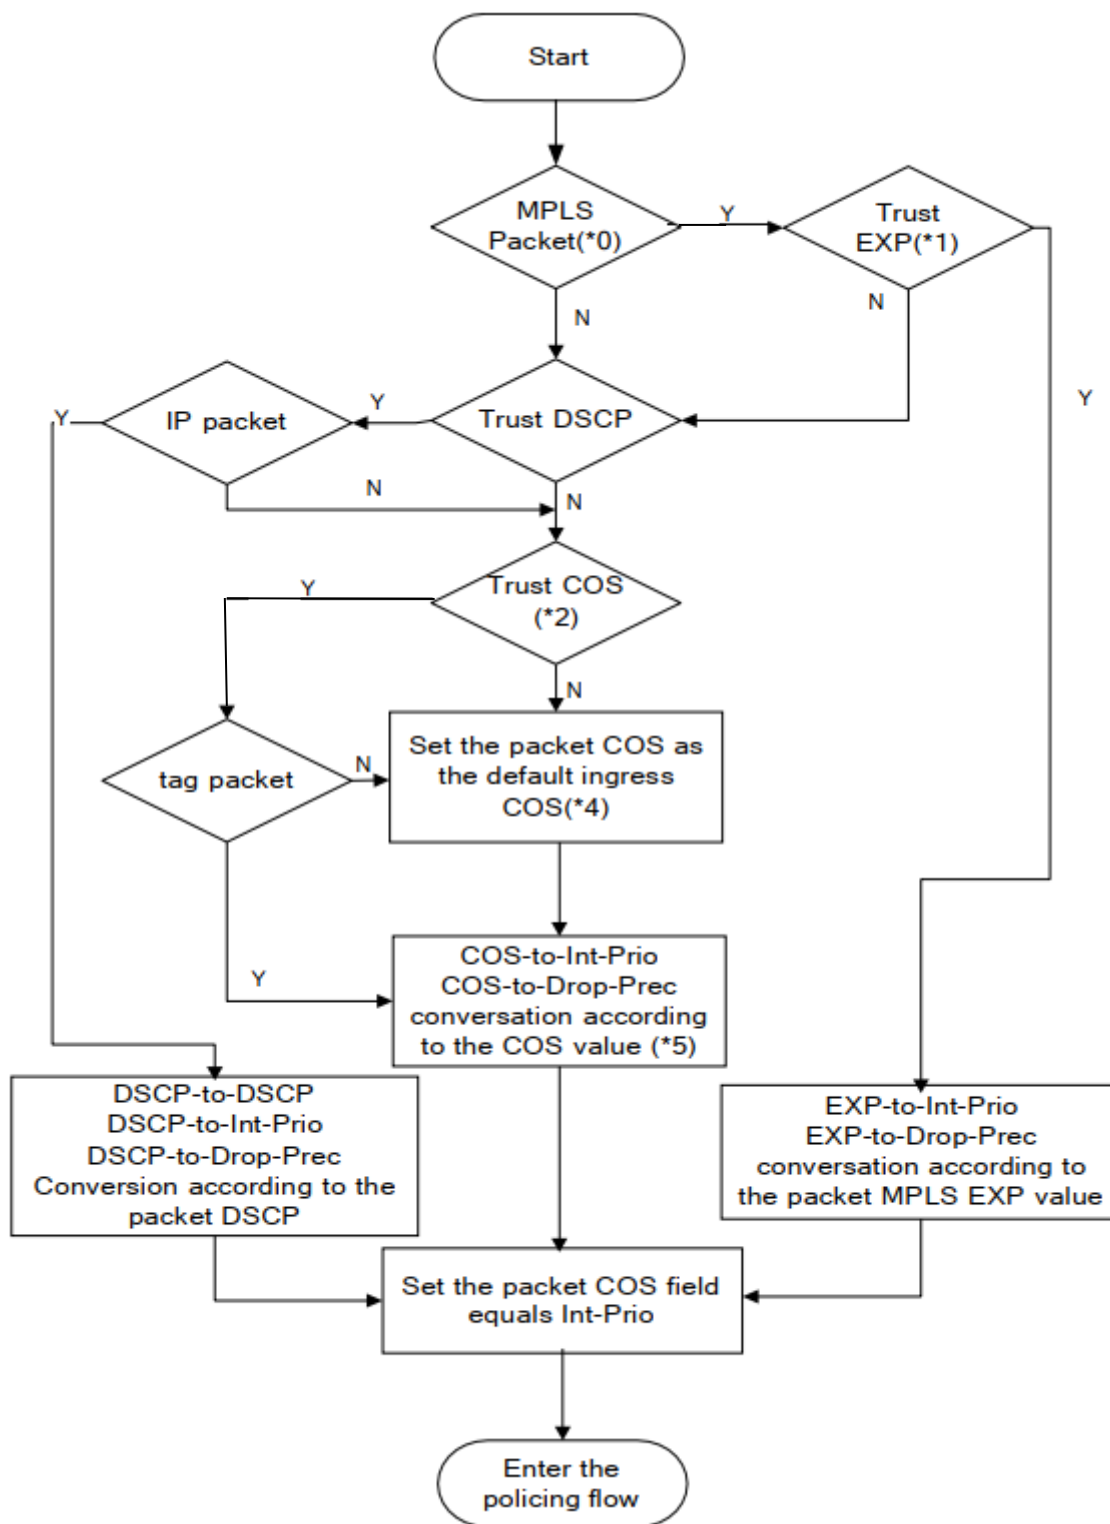 Start
MPLS
Packet(*0)
Y
Trust
EXP(*1)
N
N
Y
Y
IP packet
Y
Trust DSCP
N
N
Y
Trust COS
(*2)
N
tag packet
N
Set the packet COS as
the default ingress
COS(*4)
Y
COS-to-Int-Prio
COS-to-Drop-Prec
conversation according
to the COS value (*5)
DSCP-to-DSCP
DSCP-to-Int-Prio
DSCP-to-Drop-Prec
Conversion according to the
packet DSCP
EXP-to-Int-Prio
EXP-to-Drop-Prec
conversation according to
the packet MPLS EXP value
Set the packet COS field
equals Int-Prio
Enter the
policing flow